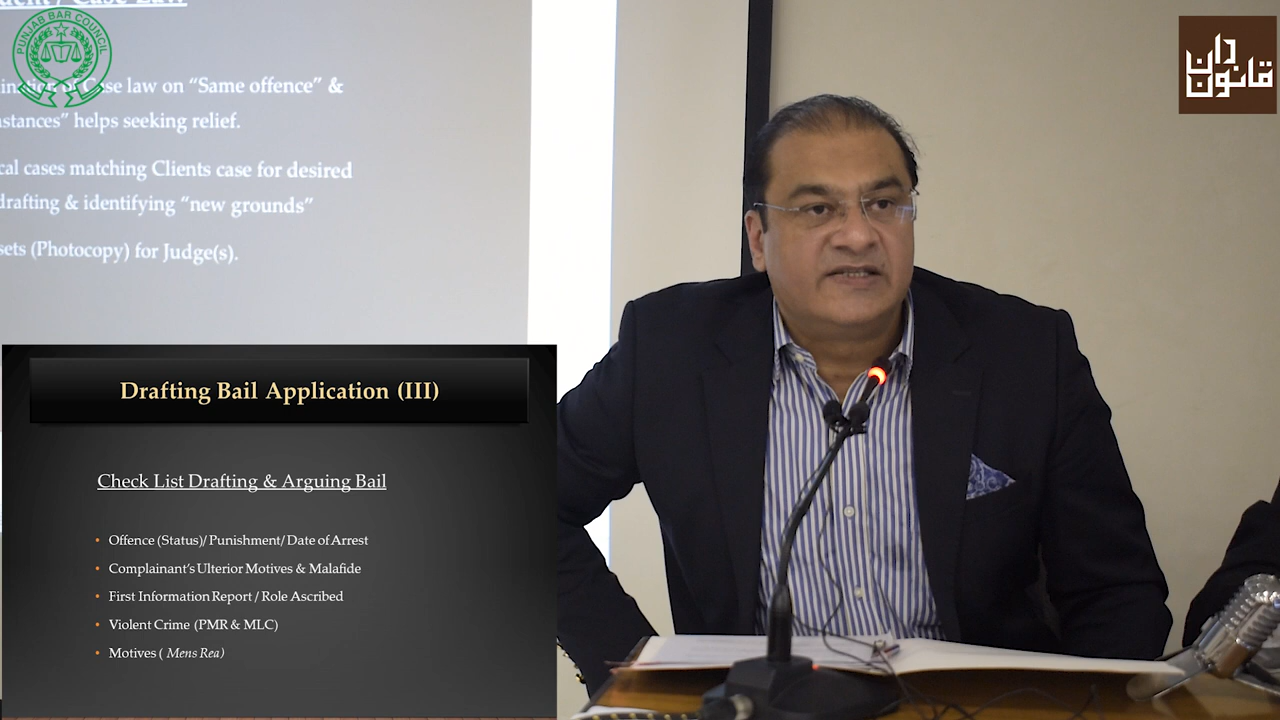 PUNJAB BAR COUNCIL
Case law on “Same offence” &
helps seeking relief.
cases matching Clients case for desired
drafting & identifying “new grounds”
sets (Photocopy) for Judge(s).
قانون دان
Drafting Bail Application (III)
Check List Drafting & Arguing Bail
• Offence (Status)/ Punishment/ Date of Arrest
• Complainant’s Ulterior Motives & Malafide
• First Information Report / Role Ascribed
• Violent Crime (PMR & MLC)
• Motives ( Mens Rea)